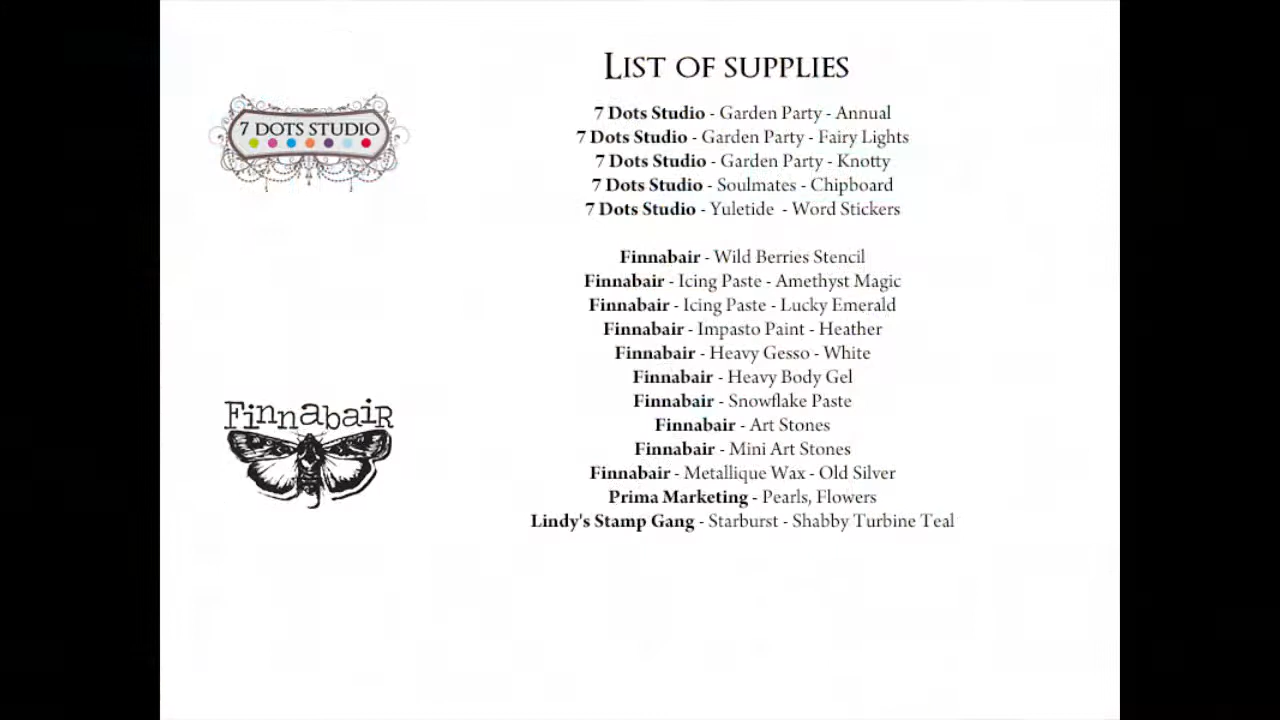 List of supplies
7 DOTS STUDIO
7 Dots Studio - Garden Party - Annual
7 Dots Studio - Garden Party - Fairy Lights
7 Dots Studio - Garden Party - Knotty
7 Dots Studio - Soulmates - Chipboard
7 Dots Studio - Yuletide - Word Stickers
Finnabair - Wild Berries Stencil
Finnabair - Icing Paste - Amethyst Magic
Finnabair - Icing Paste - Lucky Emerald
Finnabair - Impasto Paint - Heather
Finnabair - Heavy Gesso - White
Finnabair - Heavy Body Gel
Finnabair - Snowflake Paste
Finnabair - Art Stones
Finnabair - Mini Art Stones
Finnabair - Metallique Wax - Old Silver
Prima Marketing - Pearls, Flowers
Lindy's Stamp Gang - Starburst - Shabby Turbine Teal
FinnabaiR